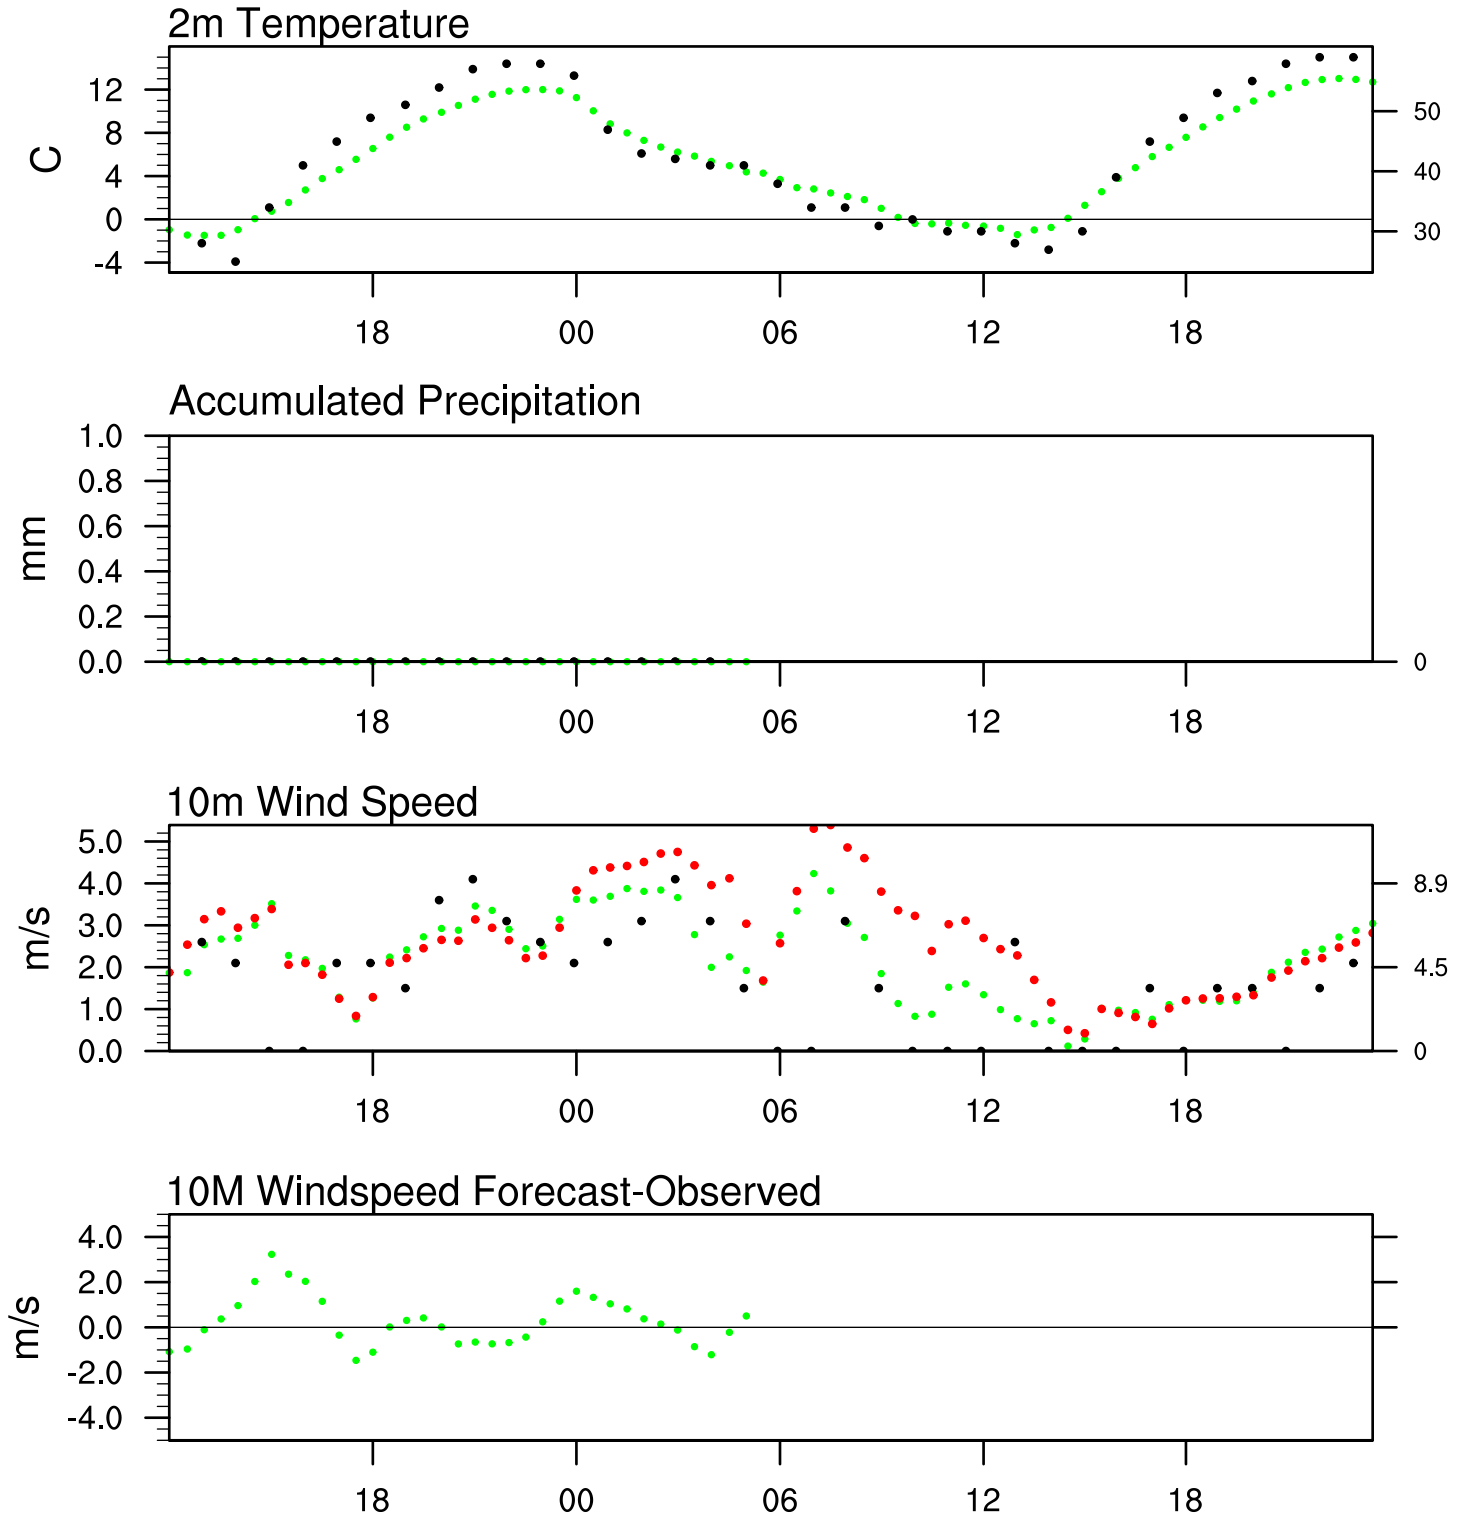 2m Temperature
12
8
4
0
-4
C
50
40
30
18 00 06 12 18
Accumulated Precipitation
1.0
0.8
0.6
0.4
0.2
0.0
mm
0
18 00 06 12 18
10m Wind Speed
5.0
4.0
3.0
2.0
1.0
0.0
m/s
8.9
4.5
0
18 00 06 12 18
10M Windspeed Forecast-Observed
4.0
2.0
0.0
-2.0
-4.0
m/s
18 00 06 12 18